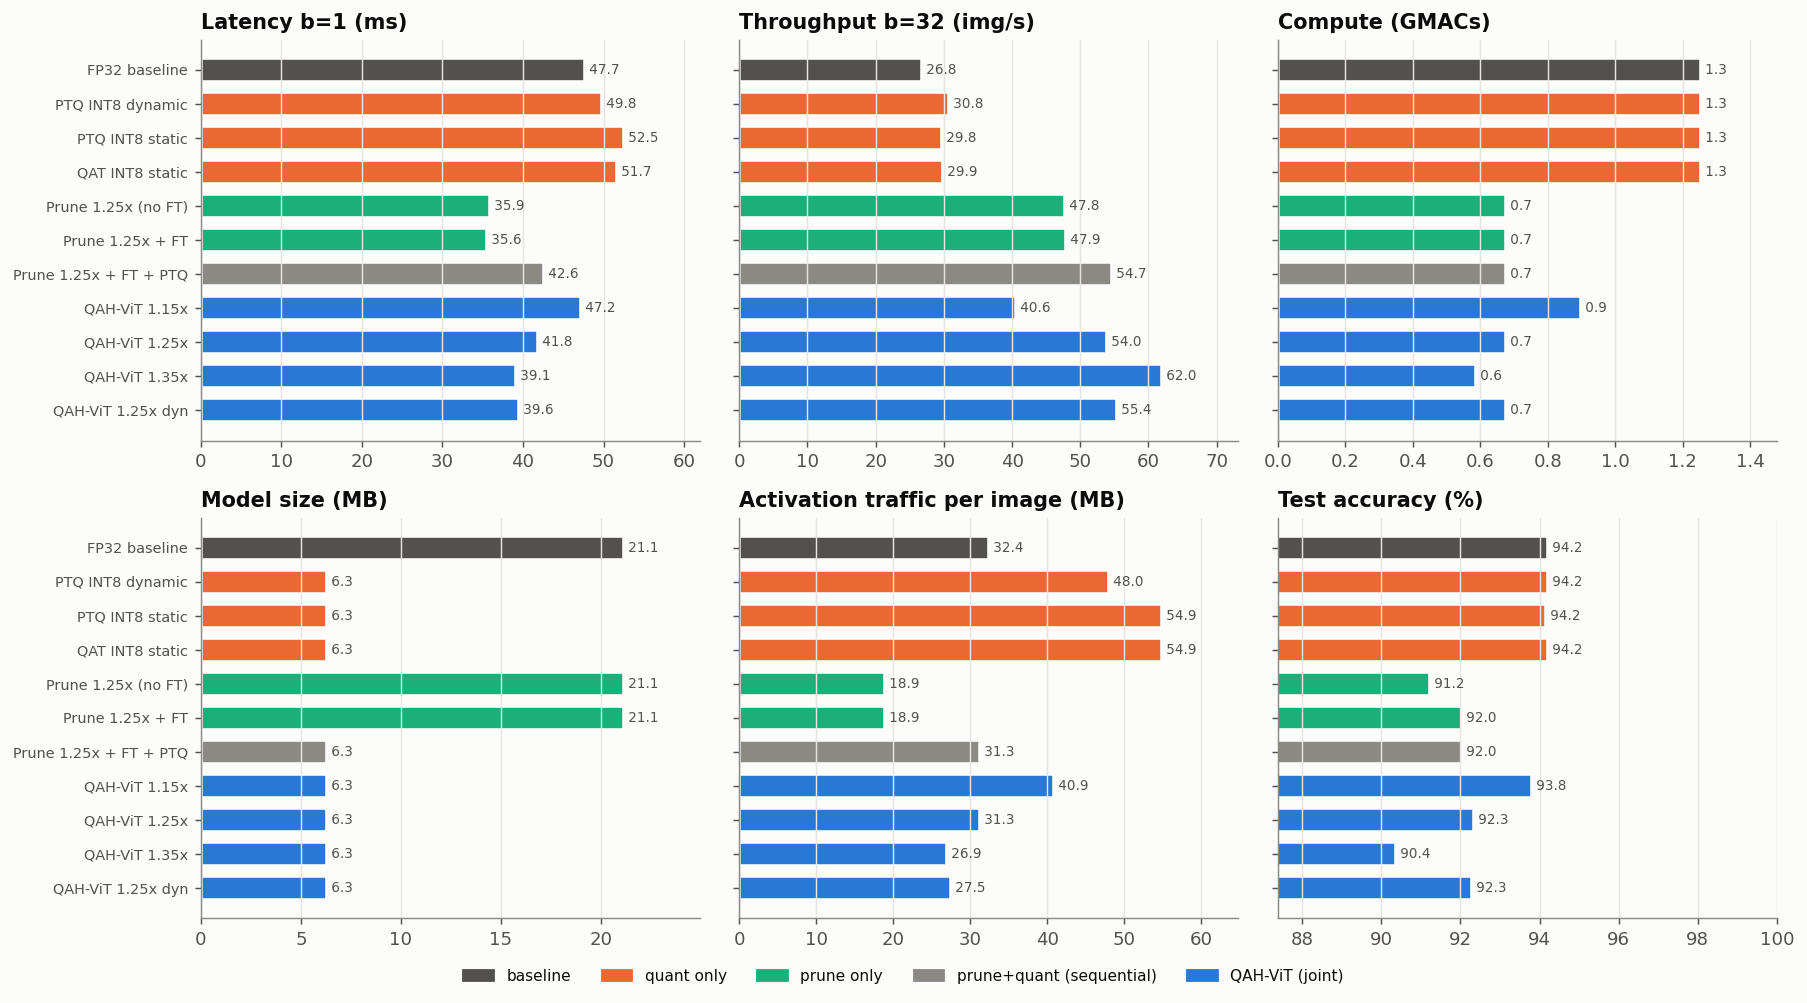 Latency b=1 (ms)
FP32 baseline 47.7
PTQ INT8 dynamic 49.8
PTQ INT8 static 52.5
QAT INT8 static 51.7
Prune 1.25x (no FT) 35.9
Prune 1.25x + FT 35.6
Prune 1.25x + FT + PTQ 42.6
QAH-ViT 1.15x 47.2
QAH-ViT 1.25x 41.8
QAH-ViT 1.35x 39.1
QAH-ViT 1.25x dyn 39.6
0 10 20 30 40 50 60
Throughput b=32 (img/s)
26.8
30.8
29.8
29.9
47.8
47.9
54.7
40.6
54.0
62.0
55.4
0 10 20 30 40 50 60 70
Compute (GMACs)
1.3
1.3
1.3
1.3
0.7
0.7
0.7
0.9
0.7
0.6
0.7
0.0 0.2 0.4 0.6 0.8 1.0 1.2 1.4
Model size (MB)
FP32 baseline 21.1
PTQ INT8 dynamic 6.3
PTQ INT8 static 6.3
QAT INT8 static 6.3
Prune 1.25x (no FT) 21.1
Prune 1.25x + FT 21.1
Prune 1.25x + FT + PTQ 6.3
QAH-ViT 1.15x 6.3
QAH-ViT 1.25x 6.3
QAH-ViT 1.35x 6.3
QAH-ViT 1.25x dyn 6.3
0 5 10 15 20
Activation traffic per image (MB)
32.4
48.0
54.9
54.9
18.9
18.9
31.3
40.9
31.3
26.9
27.5
0 10 20 30 40 50 60
Test accuracy (%)
94.2
94.2
94.2
94.2
91.2
92.0
92.0
93.8
92.3
90.4
92.3
88 90 92 94 96 98 100
baseline quant only prune only prune+quant (sequential) QAH-ViT (joint)